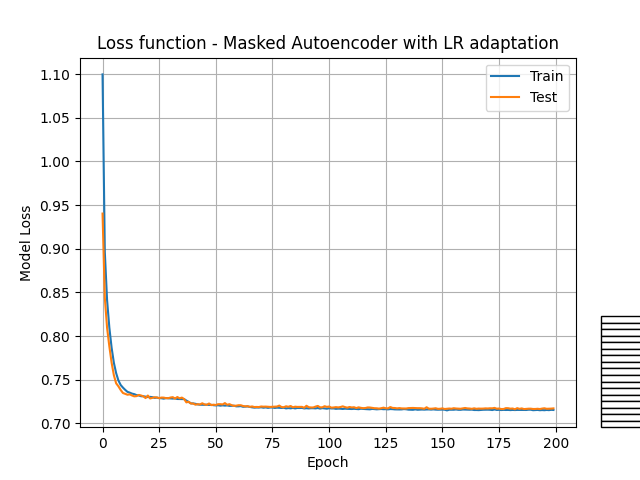 Loss function - Masked Autoencoder with LR adaptation
1.10
1.05
1.00
0.95
0.90
0.85
0.80
0.75
0.70
Model Loss
Train
Test
0 25 50 75 100 125 150 175 200
Epoch